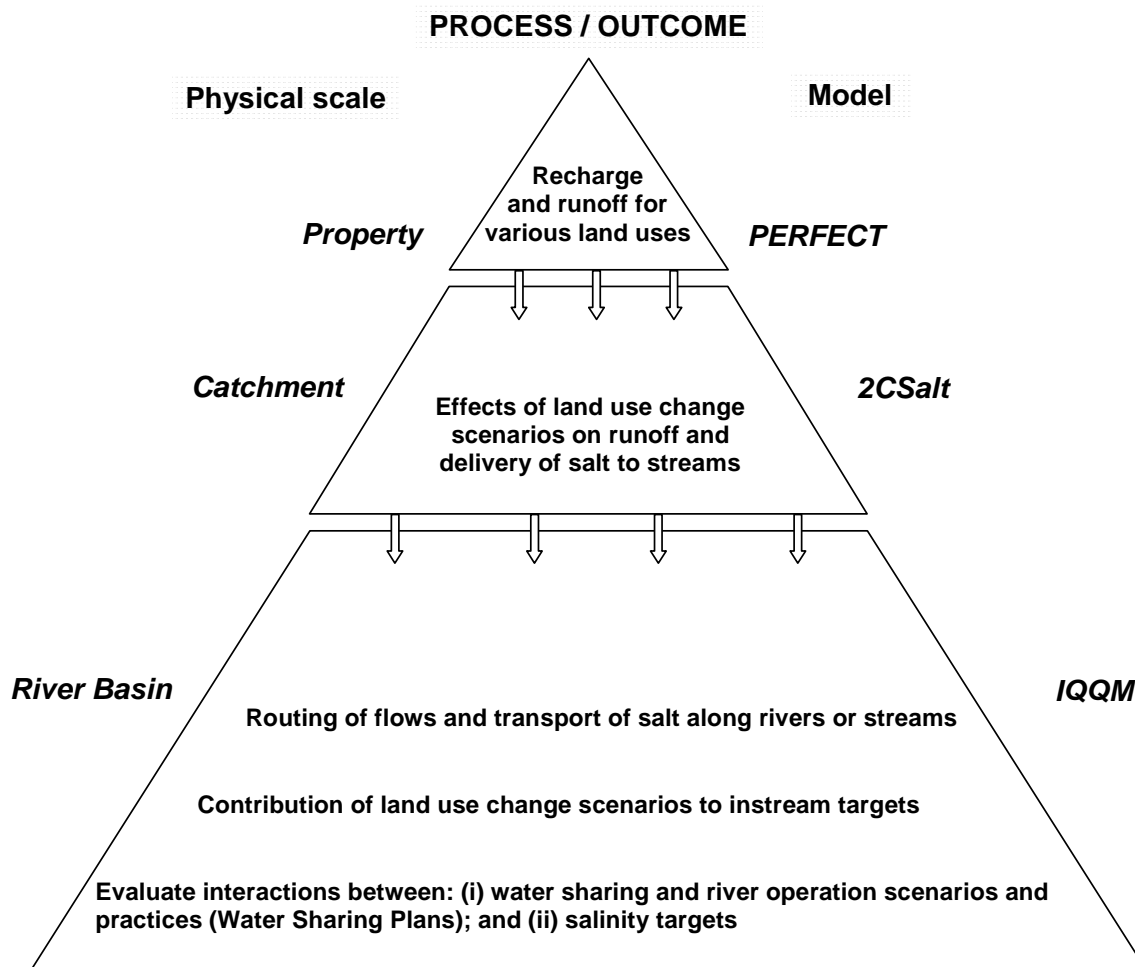 PROCESS / OUTCOME
Physical scale
Model
Recharge
and runoff for
various land uses
Property
PERFECT
Catchment
2CSalt
Effects of land use change
scenarios on runoff and
delivery of salt to streams
River Basin
IQQM
Routing of flows and transport of salt along rivers or streams
Contribution of land use change scenarios to instream targets
Evaluate interactions between: (i) water sharing and river operation scenarios and
practices (Water Sharing Plans); and (ii) salinity targets